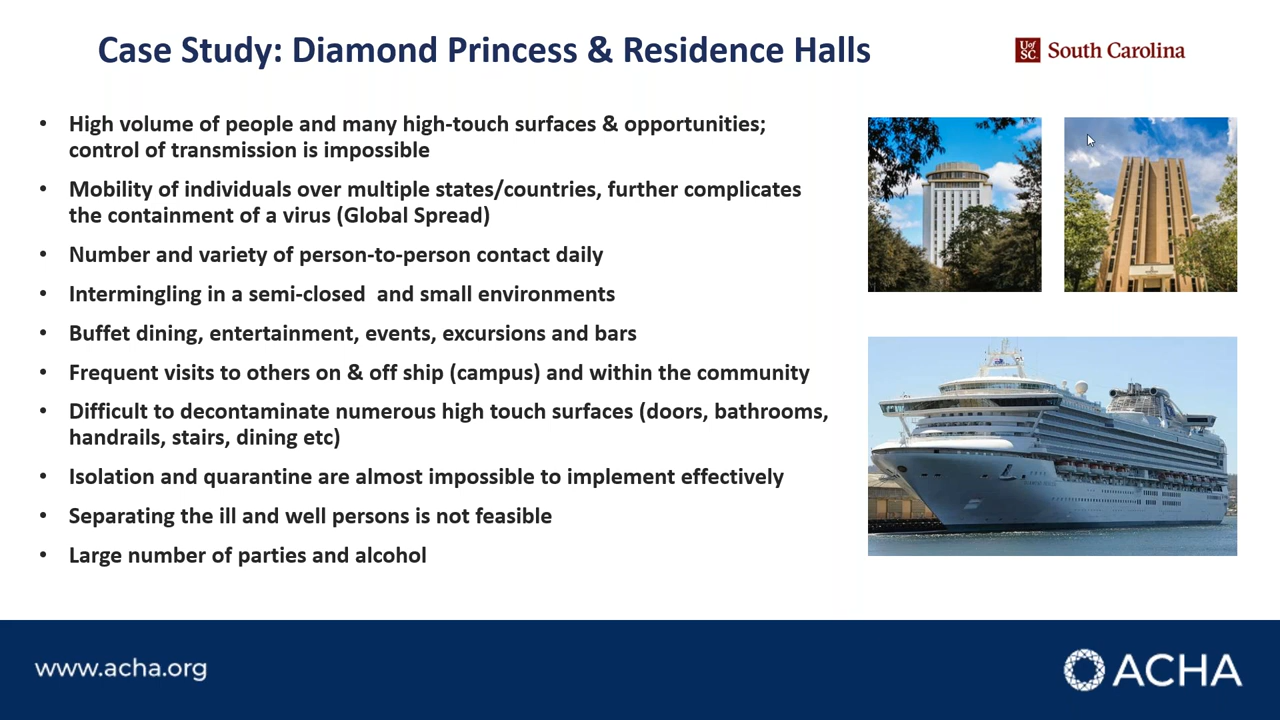 Case Study: Diamond Princess & Residence Halls
U of SC South Carolina
• High volume of people and many high-touch surfaces & opportunities;
control of transmission is impossible
• Mobility of individuals over multiple states/countries, further complicates
the containment of a virus (Global Spread)
• Number and variety of person-to-person contact daily
• Intermingling in a semi-closed  and small environments
• Buffet dining, entertainment, events, excursions and bars
• Frequent visits to others on & off ship (campus) and within the community
• Difficult to decontaminate numerous high touch surfaces (doors, bathrooms,
handrails, stairs, dining etc)
• Isolation and quarantine are almost impossible to implement effectively
• Separating the ill and well persons is not feasible
• Large number of parties and alcohol
www.acha.org
ACHA